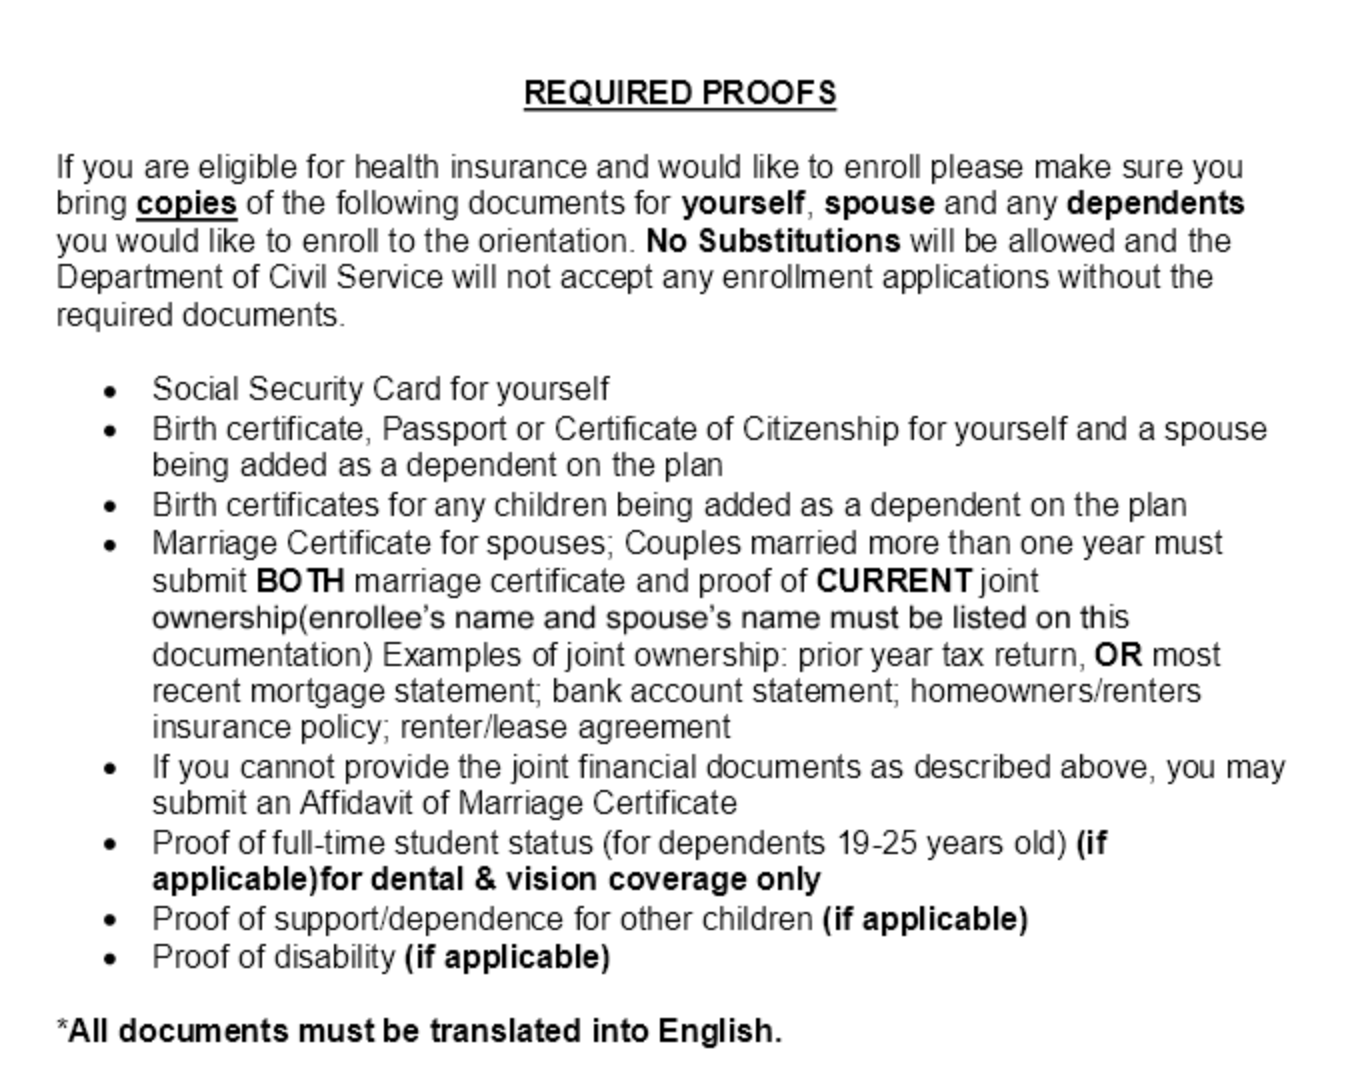 REQUIRED PROOFS
If you are eligible for health insurance and would like to enroll please make sure you
bring copies of the following documents for yourself, spouse and any dependents
you would like to enroll to the orientation. No Substitutions will be allowed and the
Department of Civil Service will not accept any enrollment applications without the
required documents.
• Social Security Card for yourself
• Birth certificate, Passport or Certificate of Citizenship for yourself and a spouse
being added as a dependent on the plan
• Birth certificates for any children being added as a dependent on the plan
• Marriage Certificate for spouses; Couples married more than one year must
submit BOTH marriage certificate and proof of CURRENT joint
ownership(enrollee’s name and spouse’s name must be listed on this
documentation) Examples of joint ownership: prior year tax return, OR most
recent mortgage statement; bank account statement; homeowners/renters
insurance policy; renter/lease agreement
• If you cannot provide the joint financial documents as described above, you may
submit an Affidavit of Marriage Certificate
• Proof of full-time student status (for dependents 19-25 years old) (if
applicable)for dental & vision coverage only
• Proof of support/dependence for other children (if applicable)
• Proof of disability (if applicable)
*All documents must be translated into English.